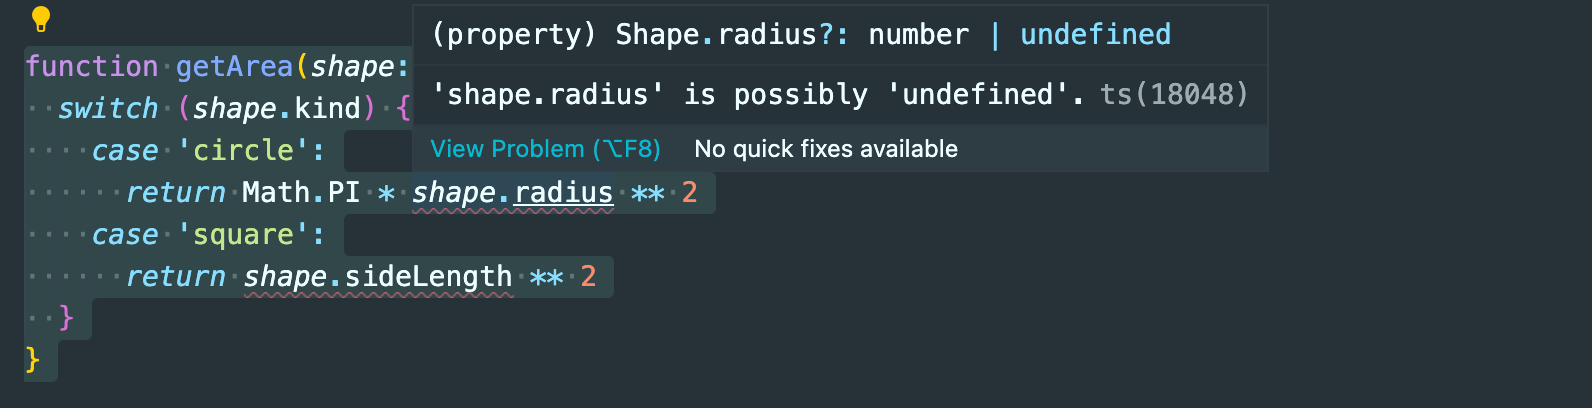 (property) Shape.radius?: number | undefined
'shape.radius' is possibly 'undefined'. ts(18048)
View Problem (⌥F8) No quick fixes available
function getArea(shape:
switch (shape.kind) {
case 'circle':
return Math.PI * shape.radius ** 2
case 'square':
return shape.sideLength ** 2
}
}